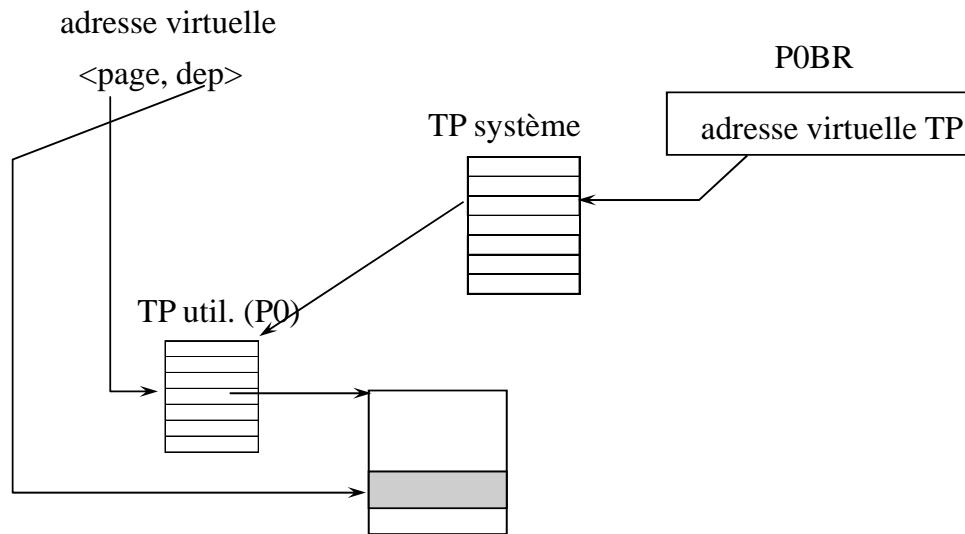 adresse virtuelle
<page, dep>
P0BR
TP système
adresse virtuelle TP
TP util. (P0)